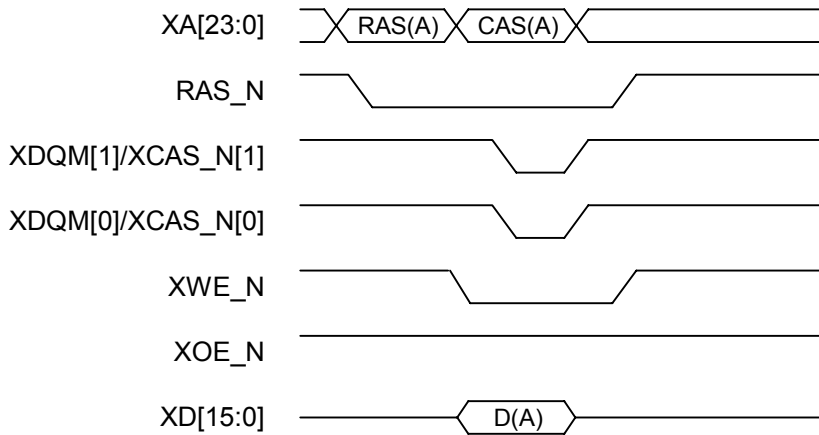 XA[23:0] RAS(A) CAS(A)
RAS_N
XDQM[1]/XCAS_N[1]
XDQM[0]/XCAS_N[0]
XWE_N
XOE_N
XD[15:0] D(A)